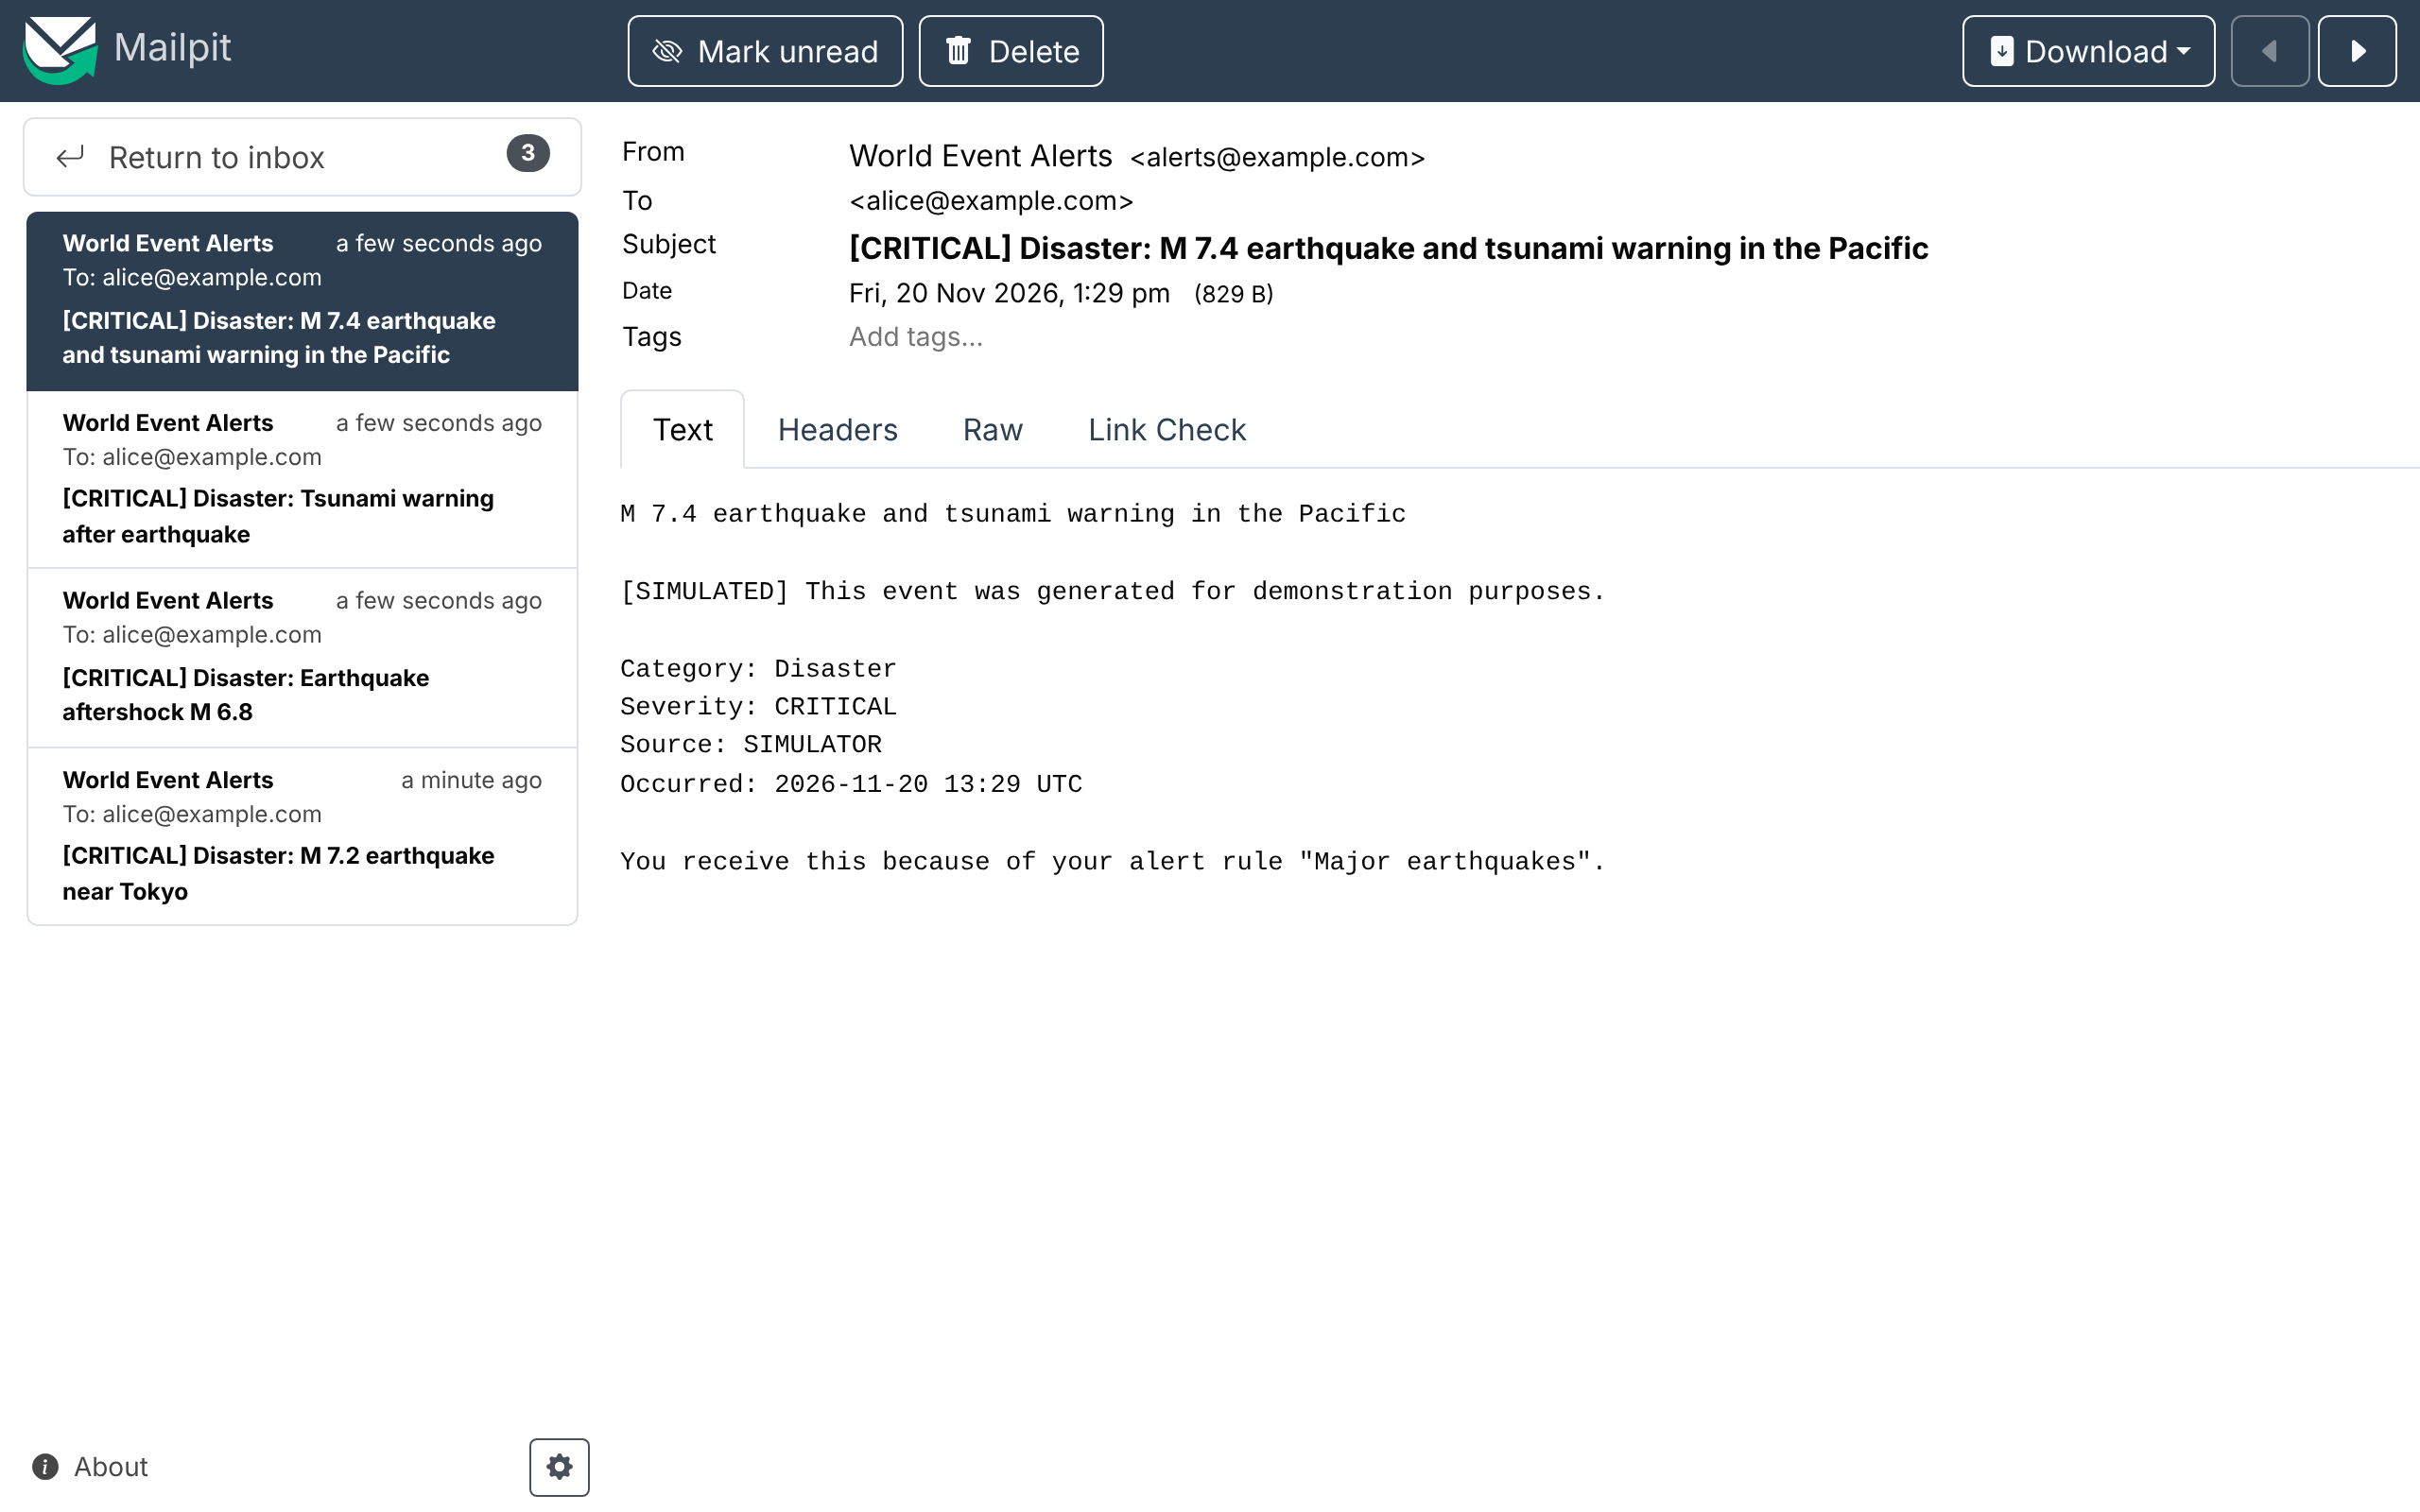 Mailpit
Mark unread
Delete
Download
Return to inbox
3
World Event Alerts a few seconds ago
To: alice@example.com
[CRITICAL] Disaster: M 7.4 earthquake
and tsunami warning in the Pacific
World Event Alerts a few seconds ago
To: alice@example.com
[CRITICAL] Disaster: Tsunami warning
after earthquake
World Event Alerts a few seconds ago
To: alice@example.com
[CRITICAL] Disaster: Earthquake
aftershock M 6.8
World Event Alerts a minute ago
To: alice@example.com
[CRITICAL] Disaster: M 7.2 earthquake
near Tokyo
About
From World Event Alerts <alerts@example.com>
To <alice@example.com>
Subject [CRITICAL] Disaster: M 7.4 earthquake and tsunami warning in the Pacific
Date Fri, 20 Nov 2026, 1:29 pm (829 B)
Tags Add tags...
Text Headers Raw Link Check
M 7.4 earthquake and tsunami warning in the Pacific
[SIMULATED] This event was generated for demonstration purposes.
Category: Disaster
Severity: CRITICAL
Source: SIMULATOR
Occurred: 2026-11-20 13:29 UTC
You receive this because of your alert rule "Major earthquakes".